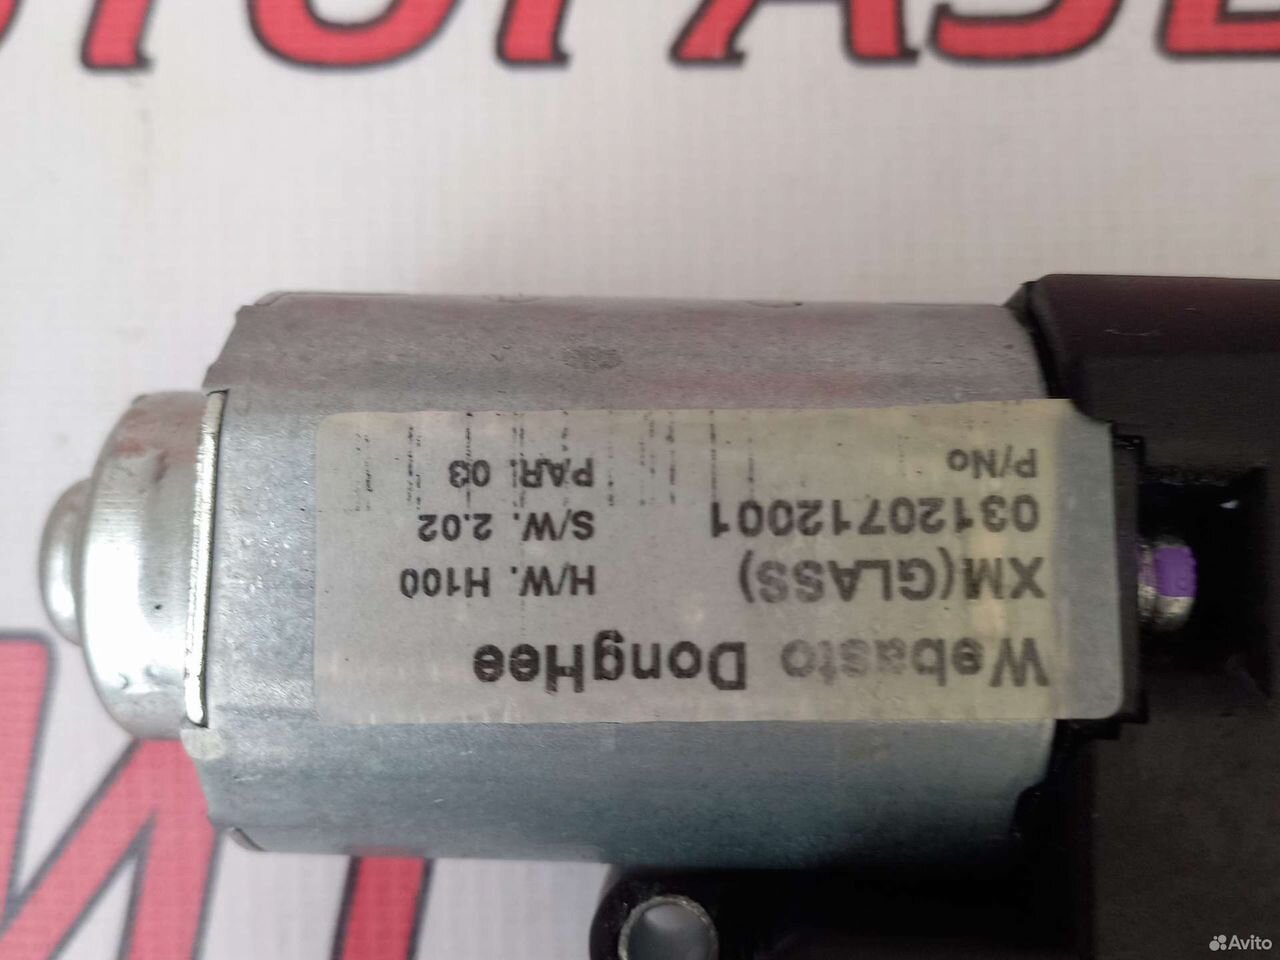 Webasto DongHee
XM(GLASS) H/W. H100
03120712001 S/W. 2.02
P/No PAR. 03
Avito